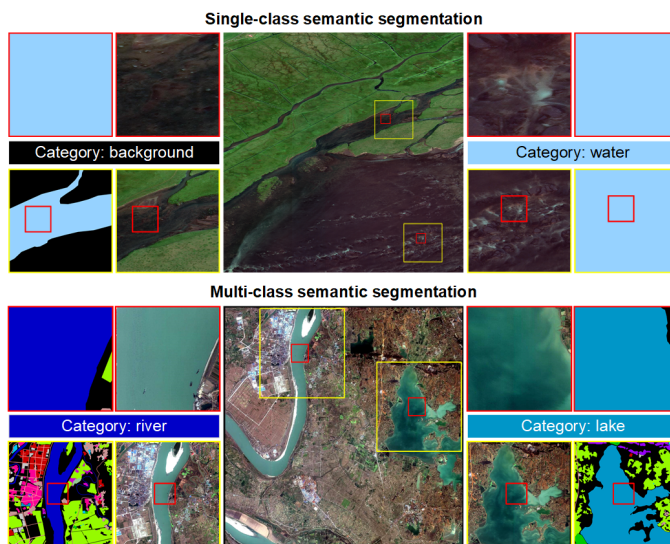 Single-class semantic segmentation
Category: background
Category: water
Multi-class semantic segmentation
Category: river
Category: lake